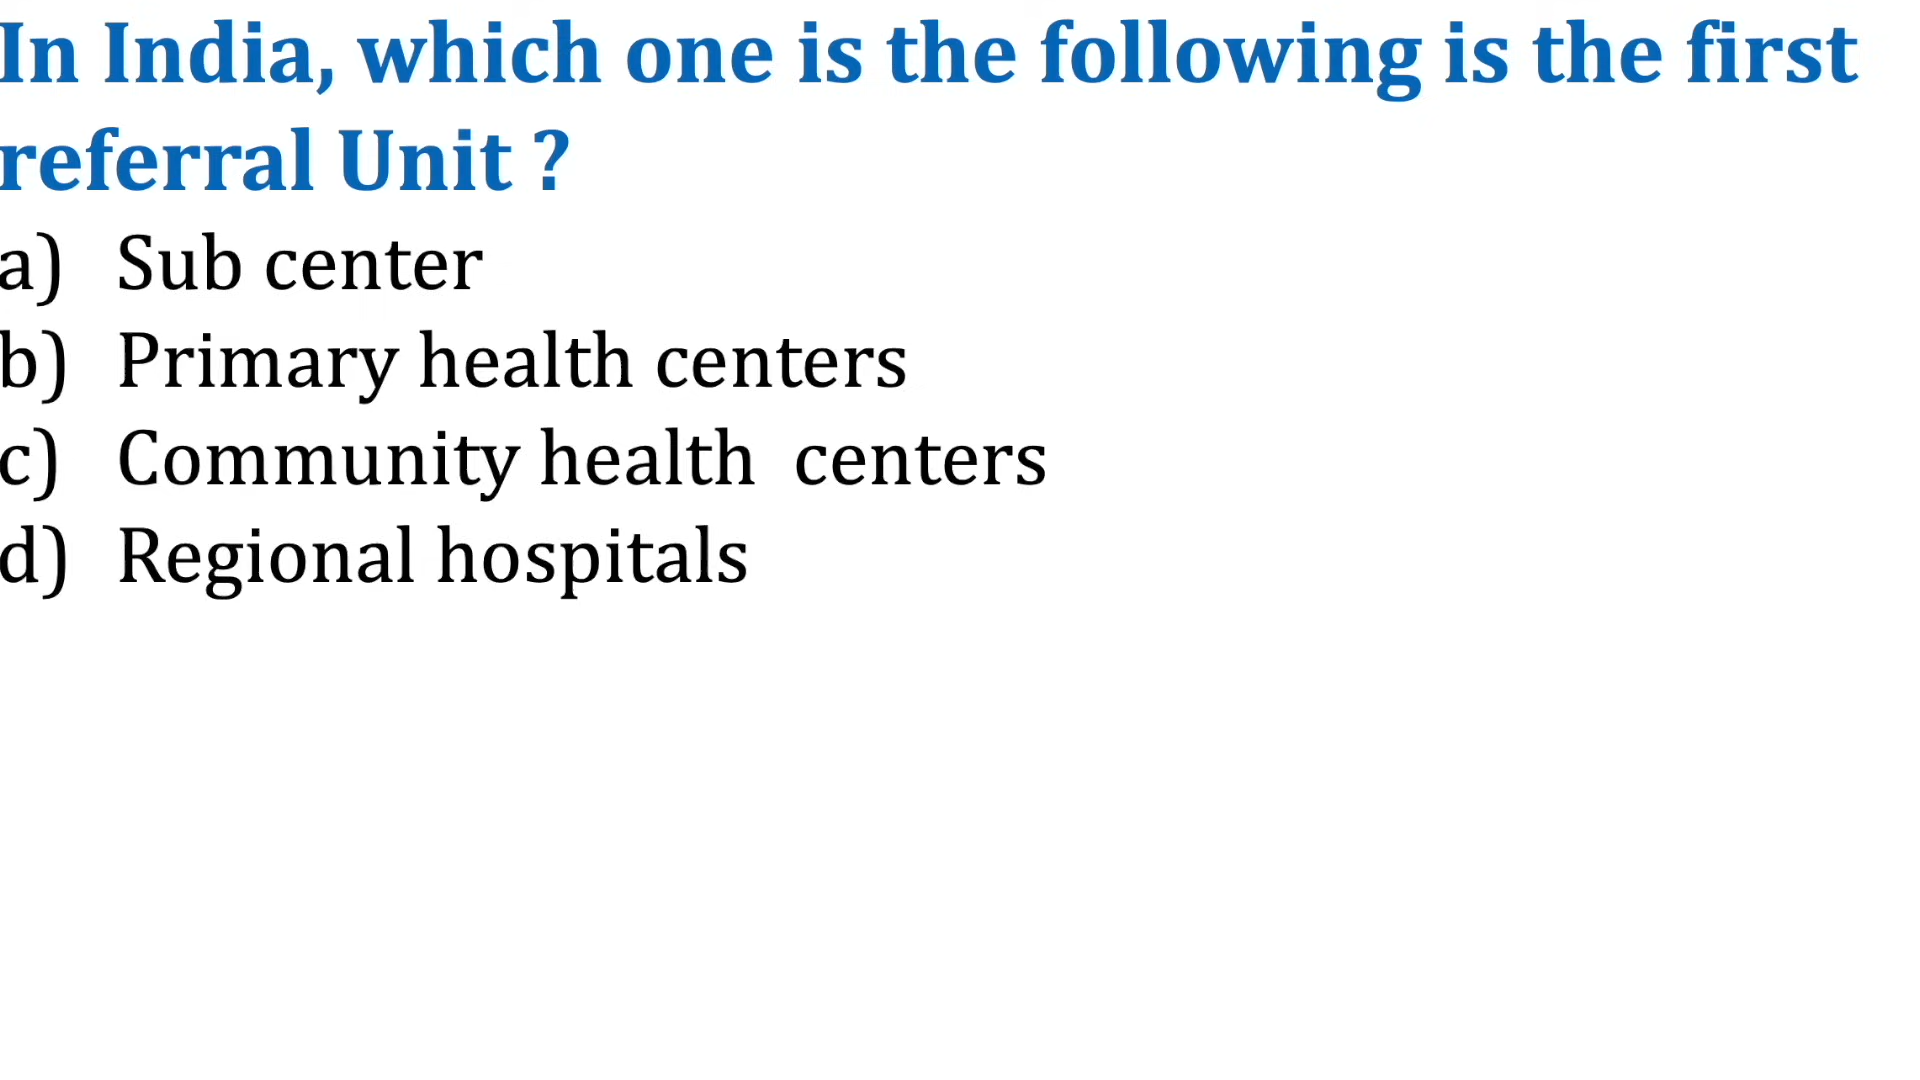 In India, which one is the following is the first
referral Unit ?
a) Sub center
b) Primary health centers
c) Community health centers
d) Regional hospitals